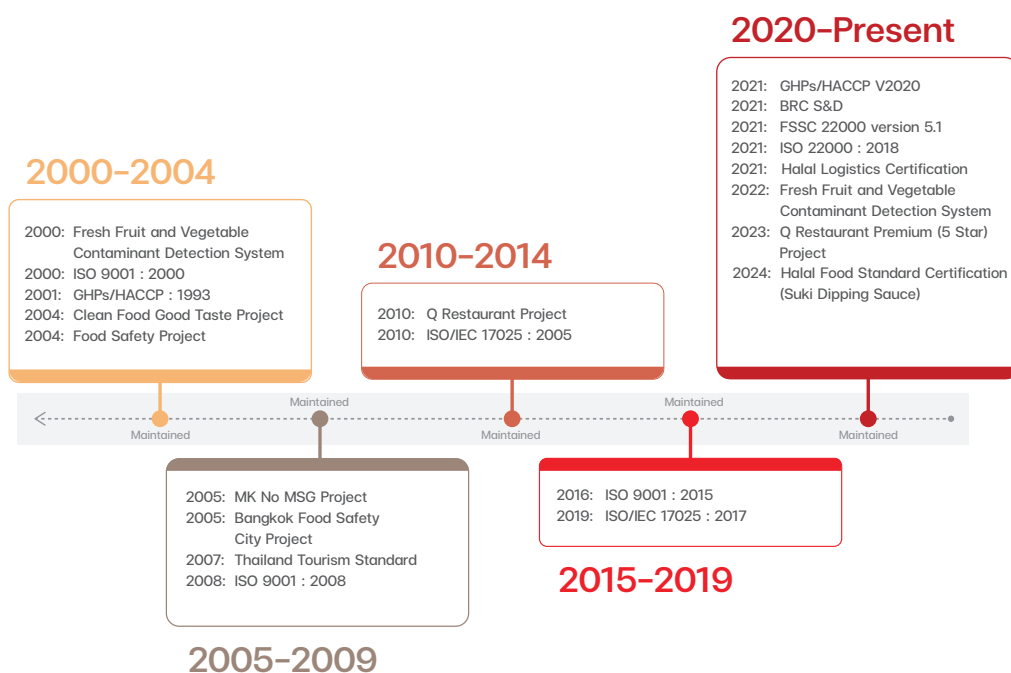 2000-2004
2000: Fresh Fruit and Vegetable
Contaminant Detection System
2000: ISO 9001 : 2000
2001: GHPs/HACCP : 1993
2004: Clean Food Good Taste Project
2004: Food Safety Project
Maintained
2005: MK No MSG Project
2005: Bangkok Food Safety
City Project
2007: Thailand Tourism Standard
2008: ISO 9001 : 2008
2005-2009
Maintained
2010-2014
2010: Q Restaurant Project
2010: ISO/IEC 17025 : 2005
Maintained
2016: ISO 9001 : 2015
2019: ISO/IEC 17025 : 2017
2015-2019
Maintained
2020-Present
2021: GHPs/HACCP V2020
2021: BRC S&D
2021: FSSC 22000 version 5.1
2021: ISO 22000 : 2018
2021: Halal Logistics Certification
2022: Fresh Fruit and Vegetable
Contaminant Detection System
2023: Q Restaurant Premium (5 Star)
Project
2024: Halal Food Standard Certification
(Suki Dipping Sauce)
Maintained